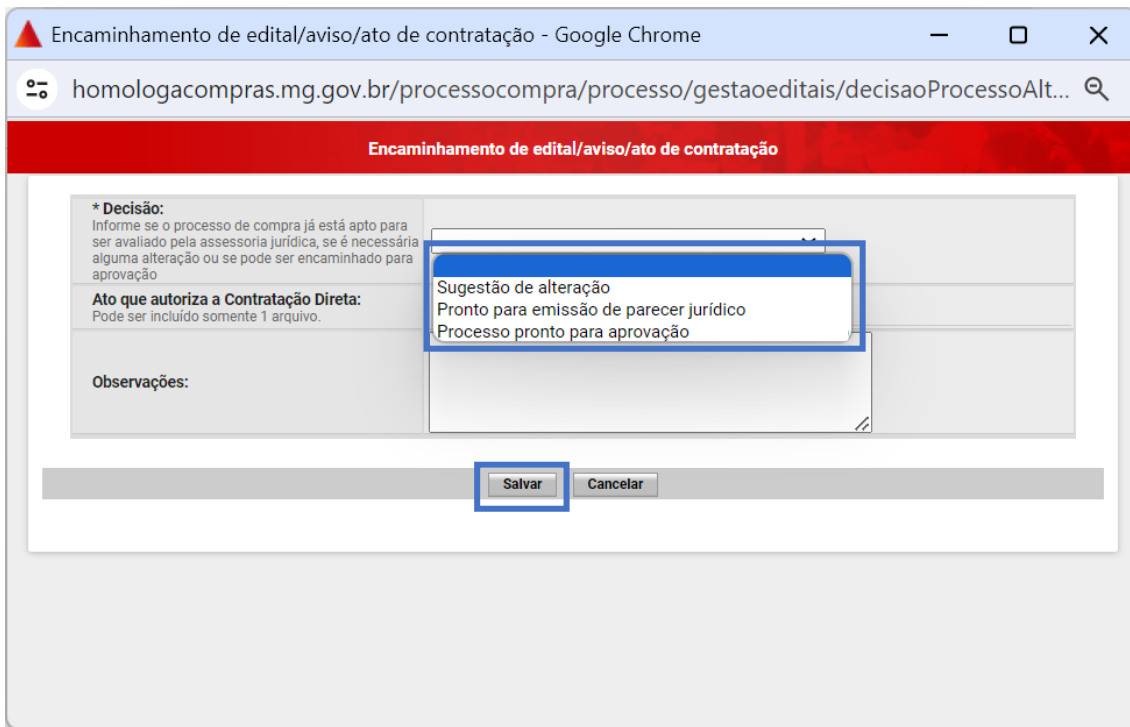 Encaminhamento de edital/aviso/ato de contratação - Google Chrome
homologacompras.mg.gov.br/processocompra/processo/gestaoeditais/decisaoProcessoAlt...
Encaminhamento de edital/aviso/ato de contratação
* Decisão:
Informe se o processo de compra já está apto para
ser avaliado pela assessoria jurídica, se é necessária
alguma alteração ou se pode ser encaminhado para
aprovação
Sugestão de alteração
Pronto para emissão de parecer jurídico
Processo pronto para aprovação
Ato que autoriza a Contratação Direta:
Pode ser incluído somente 1 arquivo.
Observações:
Salvar
Cancelar